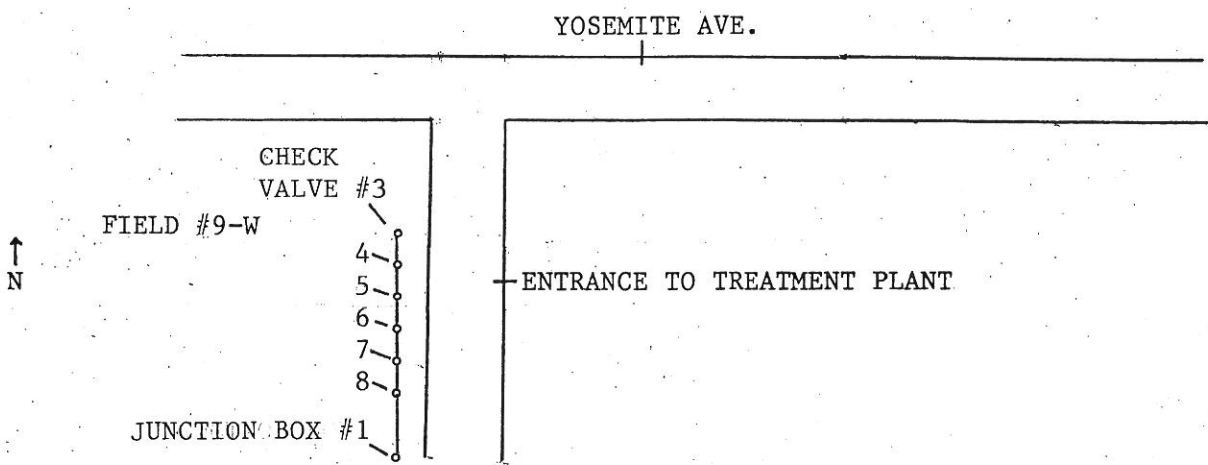 YOSEMITE AVE.
CHECK
VALVE #3
FIELD #9-W
4
N
5
ENTRANCE TO TREATMENT PLANT
6
7
8
JUNCTION BOX #1